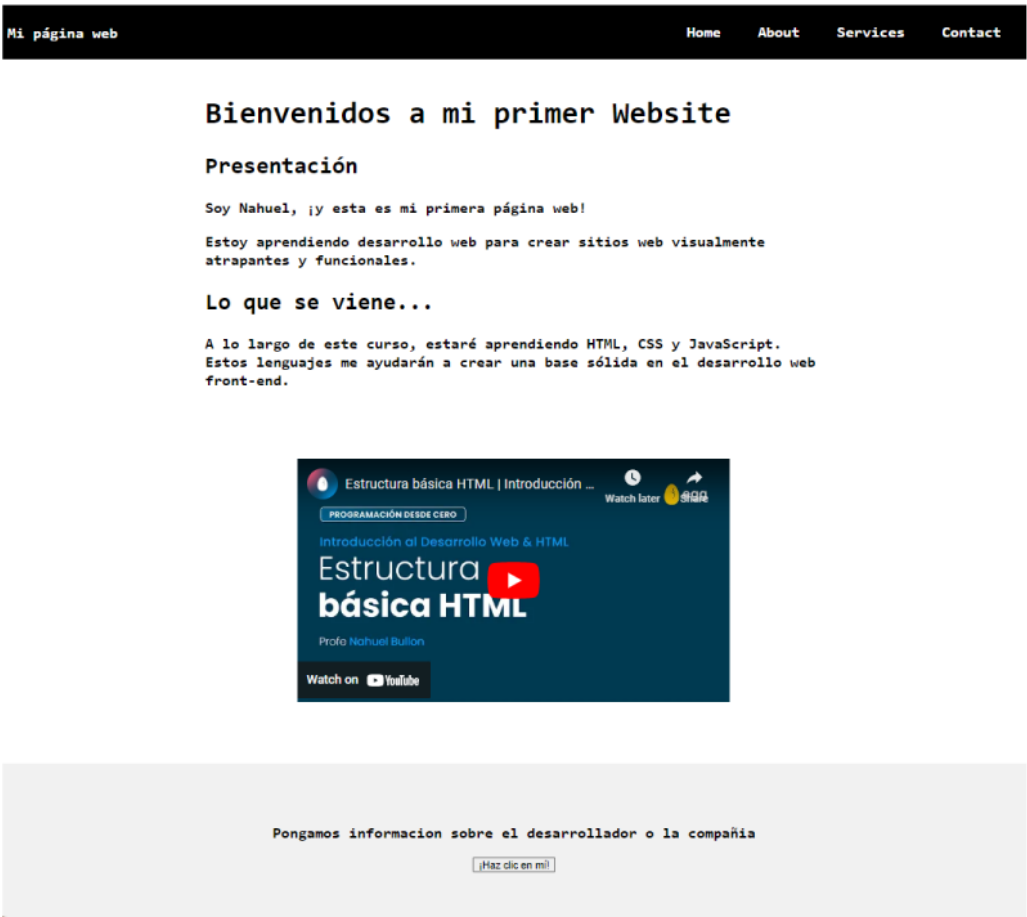 Mi página web
Home About Services Contact
Bienvenidos a mi primer Website
Presentación
Soy Nahuel, ¡y esta es mi primera página web!
Estoy aprendiendo desarrollo web para crear sitios web visualmente
atrapantes y funcionales.
Lo que se viene...
A lo largo de este curso, estaré aprendiendo HTML, CSS y JavaScript.
Estos lenguajes me ayudarán a crear una base sólida en el desarrollo web
front-end.
Estructura básica HTML | Introducción ...
Watch later egg Share
PROGRAMACIÓN DESDE CERO
Introducción al Desarrollo Web & HTML
Estructura
básica HTML
Profe Nahuel Bullon
Watch on YouTube
Pongamos informacion sobre el desarrollador o la compañia
¡Haz clic en mí!